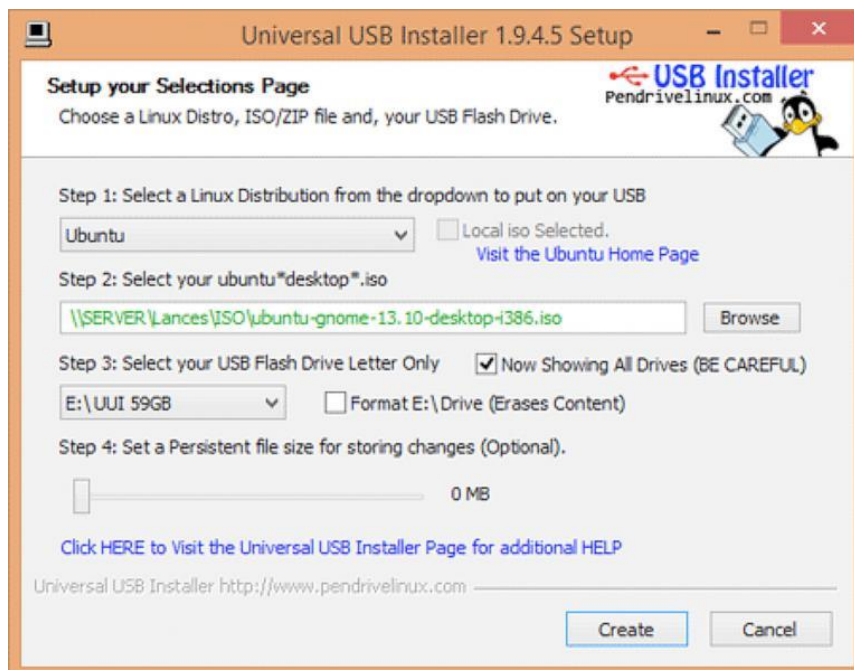 Universal USB Installer 1.9.4.5 Setup
Setup your Selections Page
Choose a Linux Distro, ISO/ZIP file and, your USB Flash Drive.
USB Installer
Pendrivelinux.com
Step 1: Select a Linux Distribution from the dropdown to put on your USB
Ubuntu
Local iso Selected.
Visit the Ubuntu Home Page
Step 2: Select your ubuntu*desktop*.iso
\\SERVER\Lances\ISO\ubuntu-gnome-13.10-desktop-i386.iso
Browse
Step 3: Select your USB Flash Drive Letter Only
Now Showing All Drives (BE CAREFUL)
E:\UUI 59GB
Format E:\Drive (Erases Content)
Step 4: Set a Persistent file size for storing changes (Optional).
0 MB
Click HERE to Visit the Universal USB Installer Page for additional HELP
Universal USB Installer http://www.pendrivelinux.com
Create
Cancel